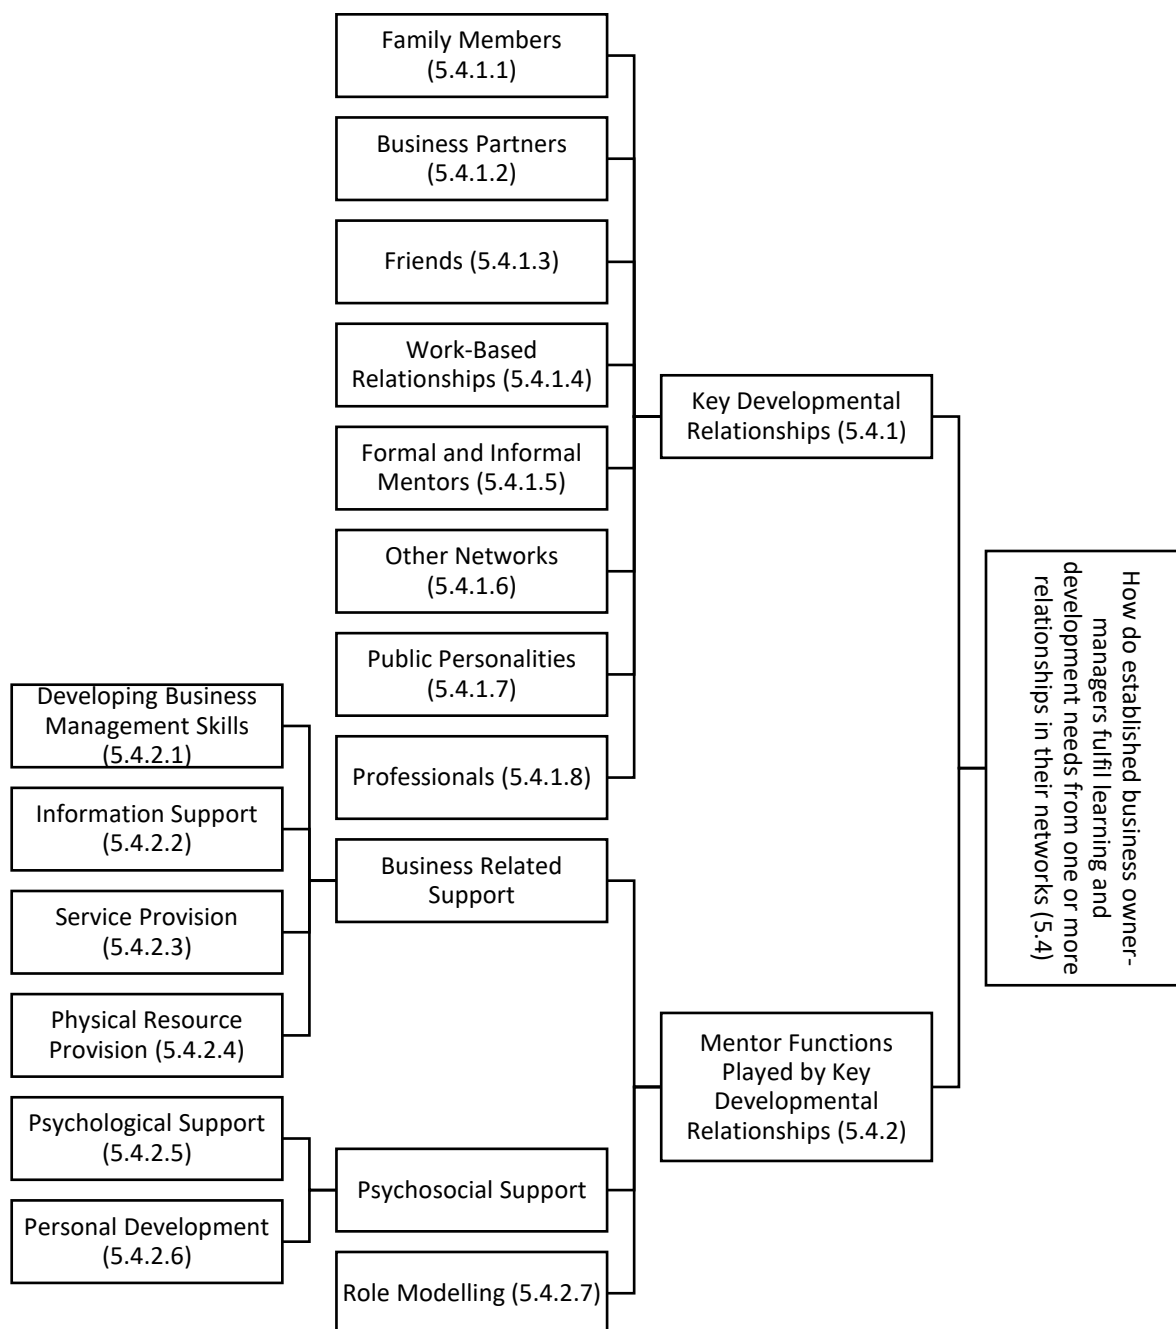 Family Members
(5.4.1.1)
Business Partners
(5.4.1.2)
Friends (5.4.1.3)
Work-Based
Relationships (5.4.1.4)
Formal and Informal
Mentors (5.4.1.5)
Other Networks
(5.4.1.6)
Public Personalities
(5.4.1.7)
Professionals (5.4.1.8)
Key Developmental
Relationships (5.4.1)
How do established business owner-
managers fulfil learning and
development needs from one or more
relationships in their networks (5.4)
Developing Business
Management Skills
(5.4.2.1)
Information Support
(5.4.2.2)
Service Provision
(5.4.2.3)
Physical Resource
Provision (5.4.2.4)
Business Related
Support
Mentor Functions
Played by Key
Developmental
Relationships (5.4.2)
Psychological Support
(5.4.2.5)
Personal Development
(5.4.2.6)
Psychosocial Support
Role Modelling (5.4.2.7)